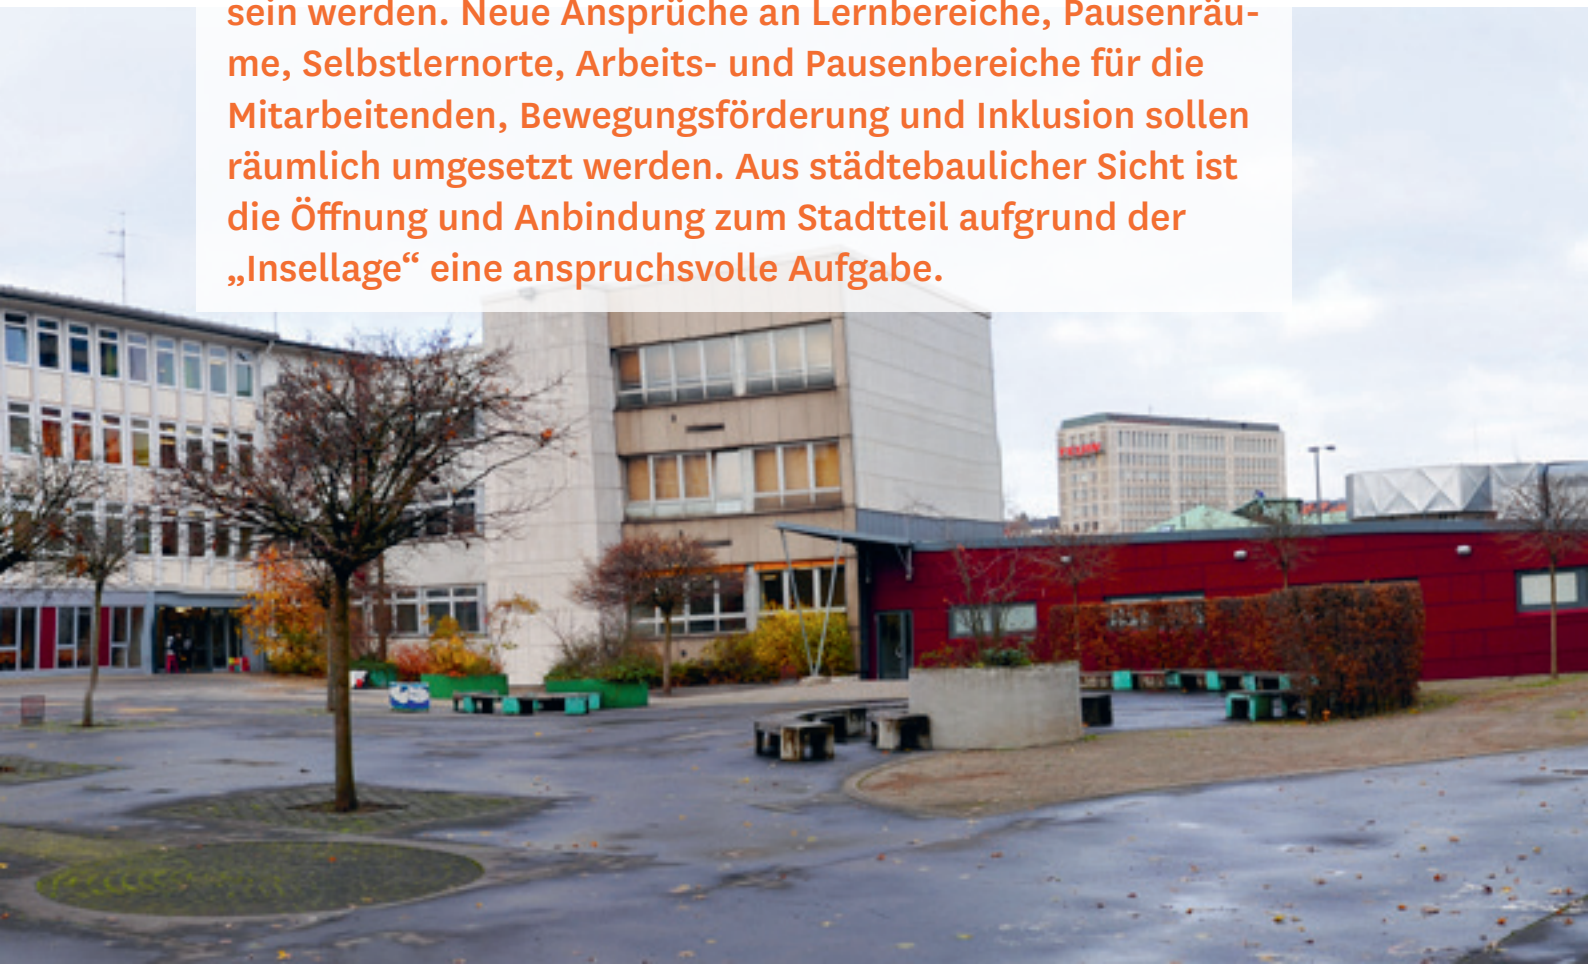 sein werden. Neue Ansprüche an Lernbereiche, Pausenräu-
me, Selbstlernorte, Arbeits- und Pausenbereiche für die
Mitarbeitenden, Bewegungsförderung und Inklusion sollen
räumlich umgesetzt werden. Aus städtebaulicher Sicht ist
die Öffnung und Anbindung zum Stadtteil aufgrund der
„Insellage“ eine anspruchsvolle Aufgabe.